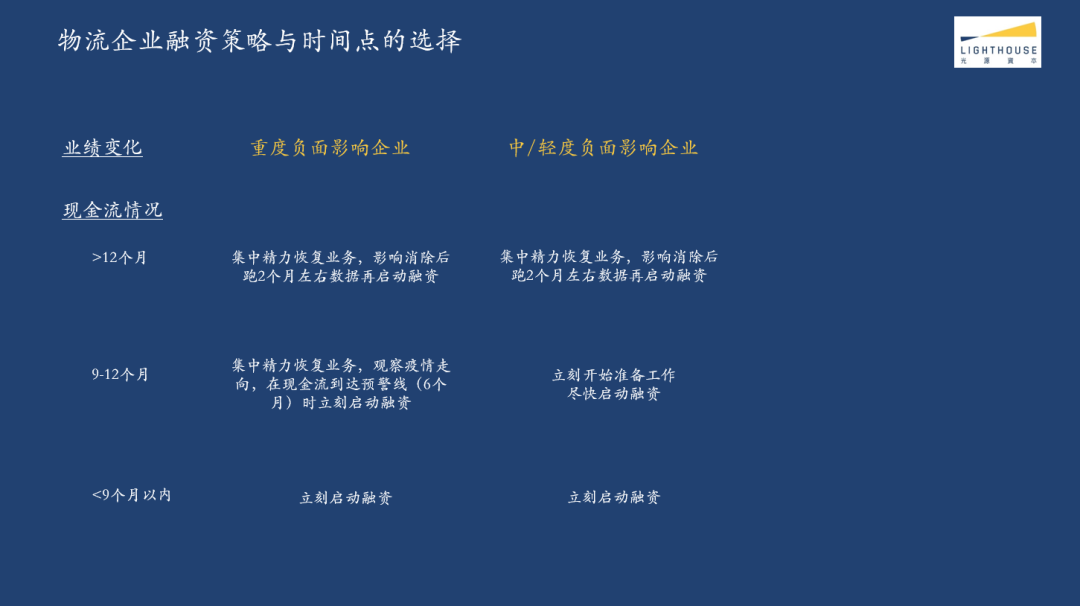 物流企业融资策略与时间点的选择
LIGHTHOUSE
光源资本
业绩变化
重度负面影响企业
中/轻度负面影响企业
现金流情况
>12个月
集中精力恢复业务，影响消除后
跑2个月左右数据再启动融资
集中精力恢复业务，影响消除后
跑2个月左右数据再启动融资
9-12个月
集中精力恢复业务，观察疫情走
向，在现金流到达预警线（6个
月）时立刻启动融资
立刻开始准备工作
尽快启动融资
<9个月以内
立刻启动融资
立刻启动融资